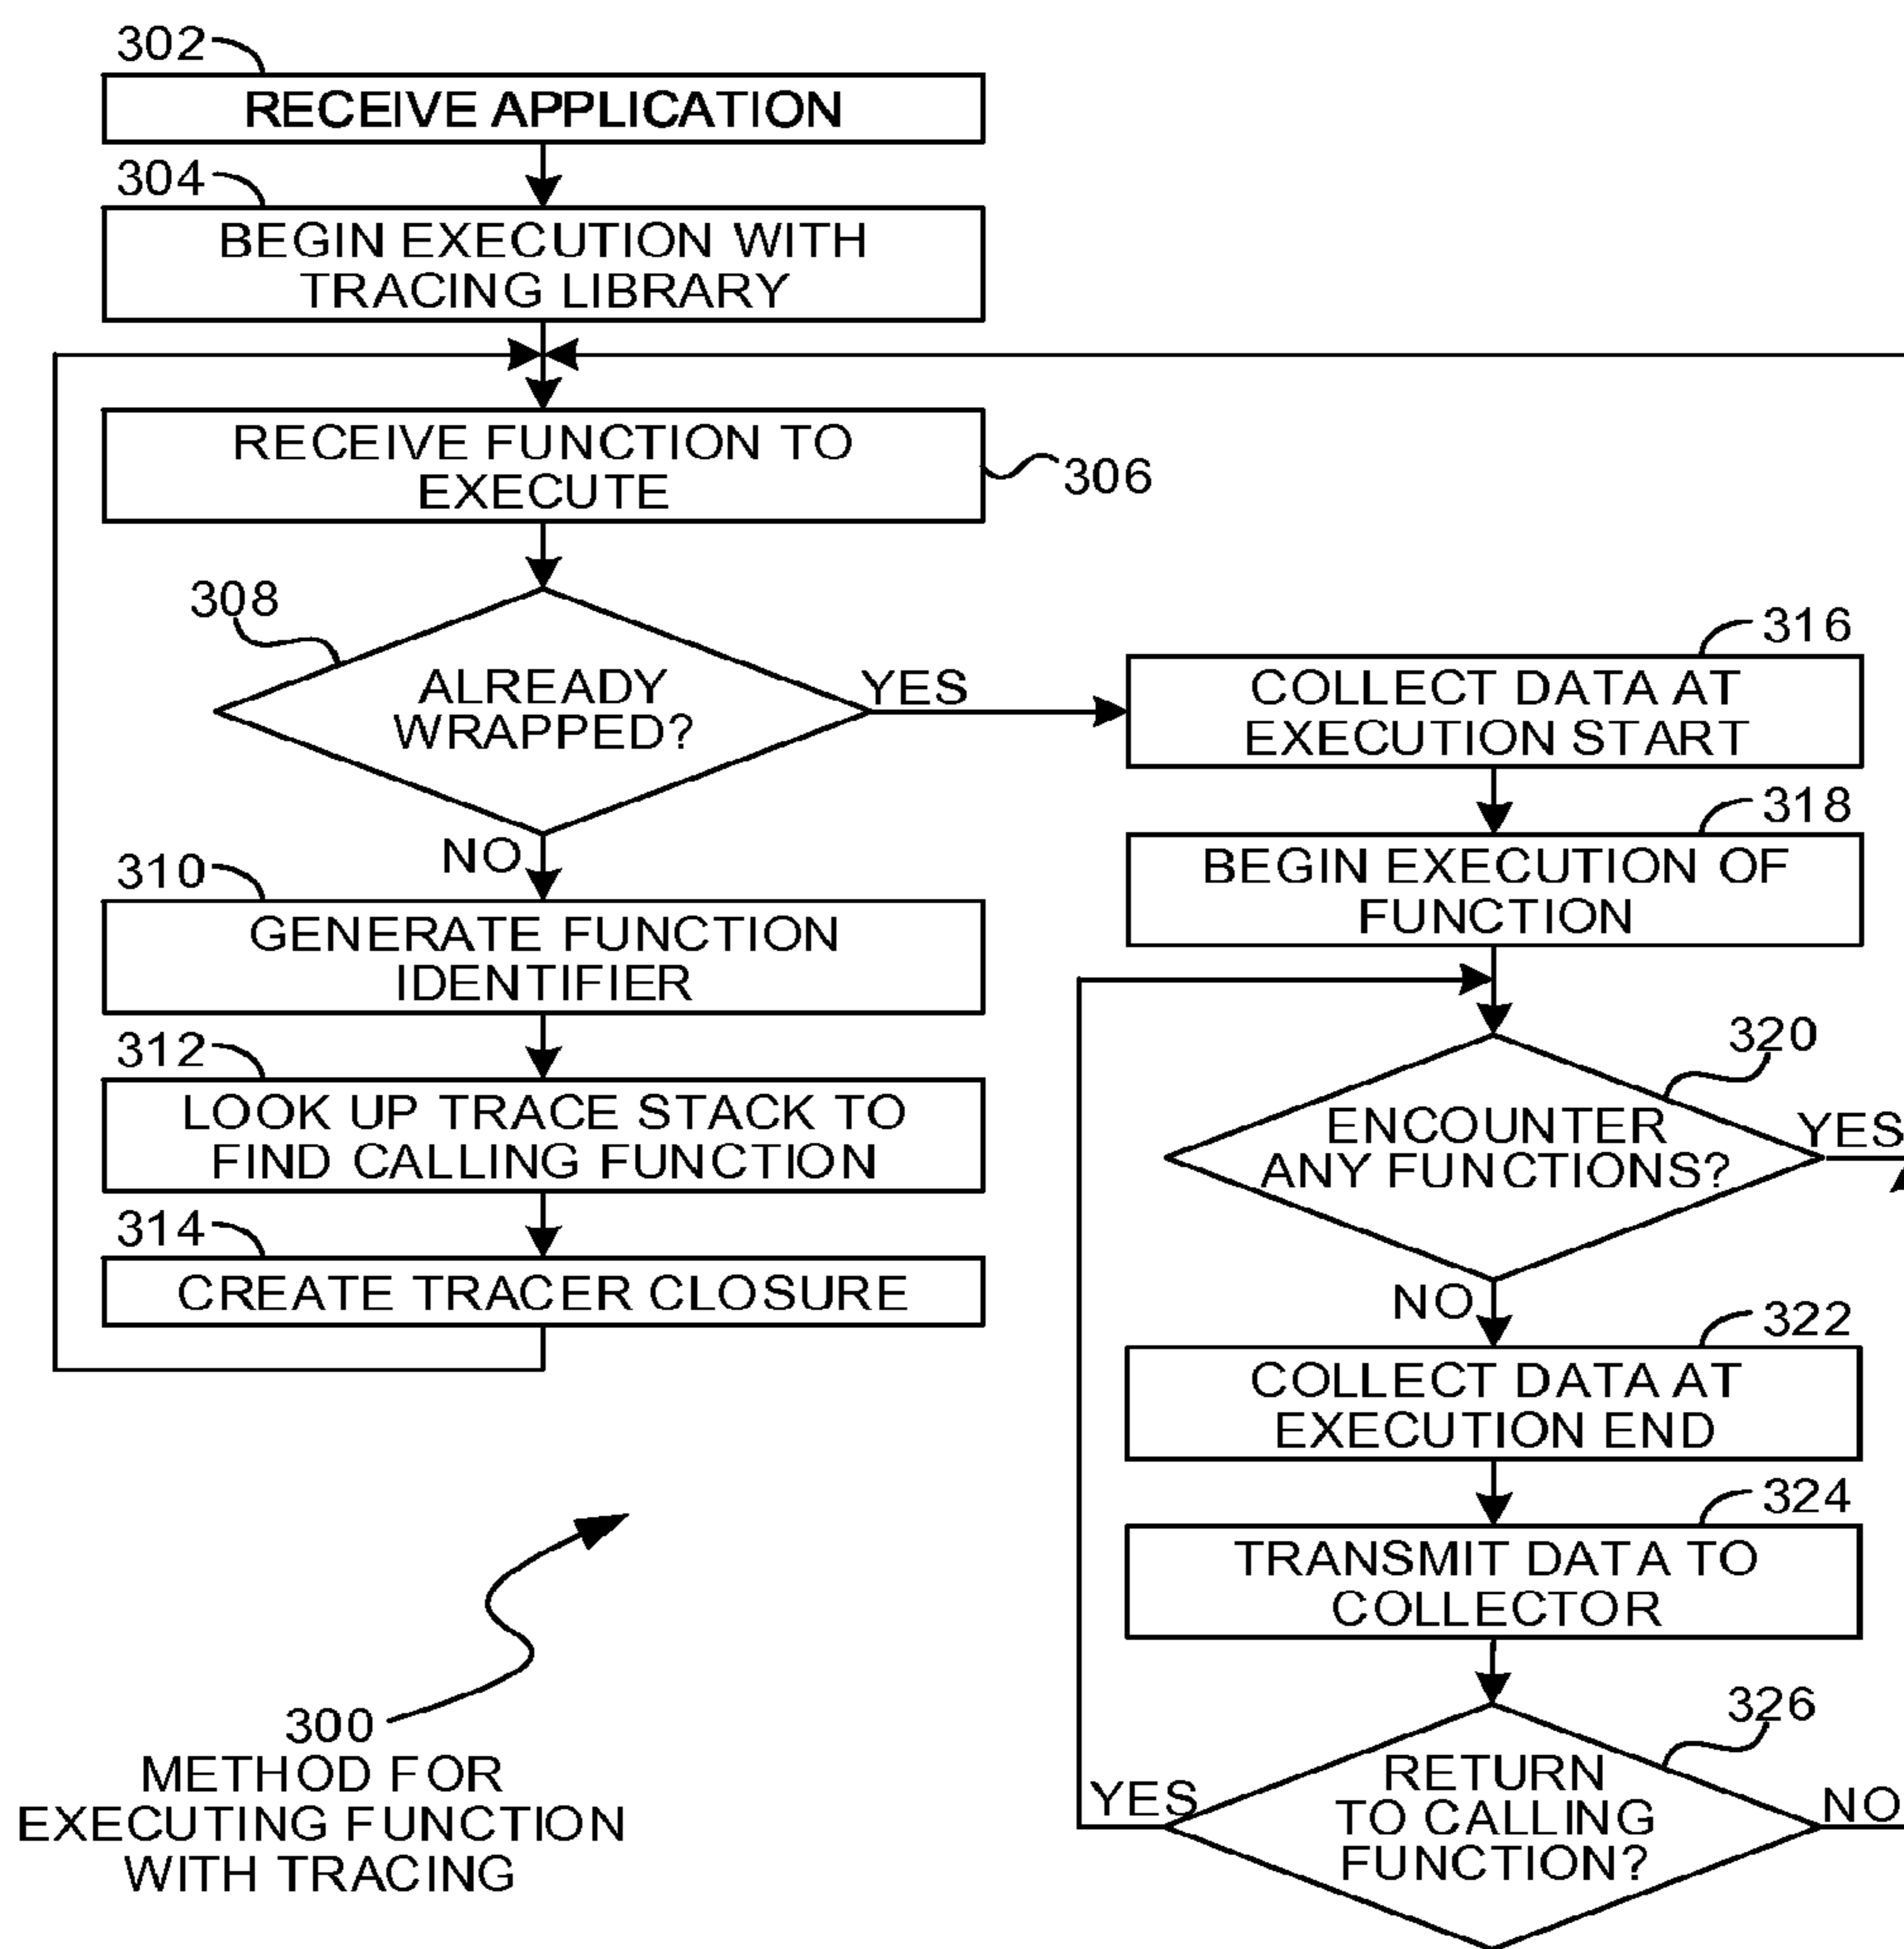 302
RECEIVE APPLICATION
304
BEGIN EXECUTION WITH
TRACING LIBRARY
RECEIVE FUNCTION TO
EXECUTE
306
308
ALREADY
WRAPPED?
YES
NO
310
GENERATE FUNCTION
IDENTIFIER
312
LOOK UP TRACE STACK TO
FIND CALLING FUNCTION
314
CREATE TRACER CLOSURE
316
COLLECT DATA AT
EXECUTION START
318
BEGIN EXECUTION OF
FUNCTION
320
ENCOUNTER
ANY FUNCTIONS?
YES
NO
322
COLLECT DATA AT
EXECUTION END
324
TRANSMIT DATA TO
COLLECTOR
326
RETURN
TO CALLING
FUNCTION?
YES
NO
300
METHOD FOR
EXECUTING FUNCTION
WITH TRACING